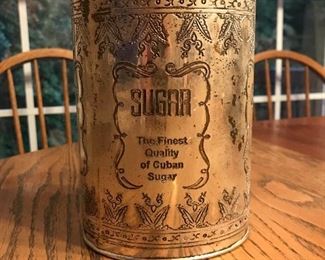 SUGAR
The Finest
Quality
of Cuban
Sugar